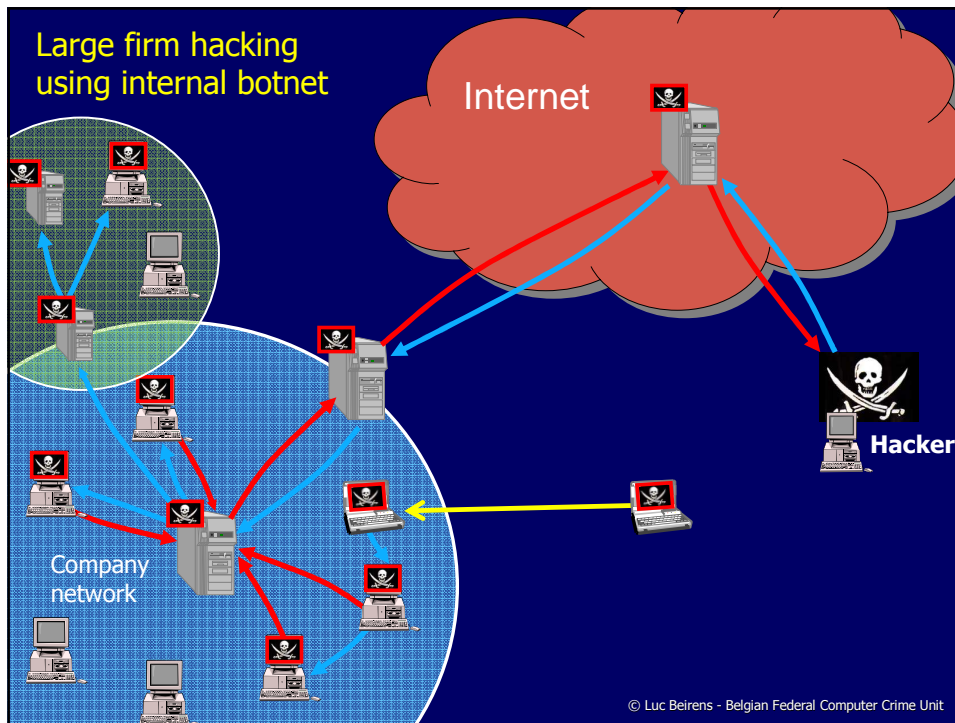 Large firm hacking
using internal botnet
Internet
Hacker
Company
network
© Luc Beirens - Belgian Federal Computer Crime Unit